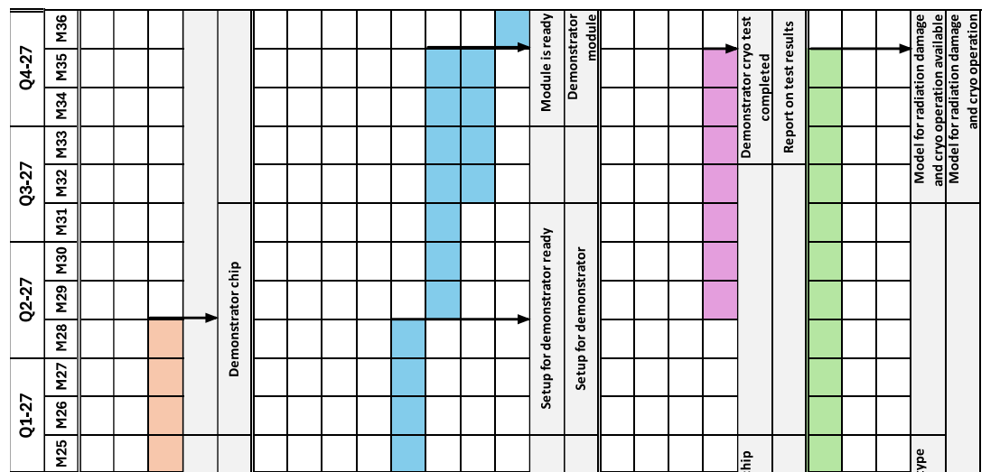 Q1-27
Q2-27
Q3-27
Q4-27
M25
M26
M27
M28
M29
M30
M31
M32
M33
M34
M35
M36
Demonstrator chip
Setup for demonstrator ready
Module is ready
Setup for demonstrator
Demonstrator
module
chip
Demonstrator cryo test
completed
Report on test results
ype
Model for radiation damage
and cryo operation available
Model for radiation damage
and cryo operation